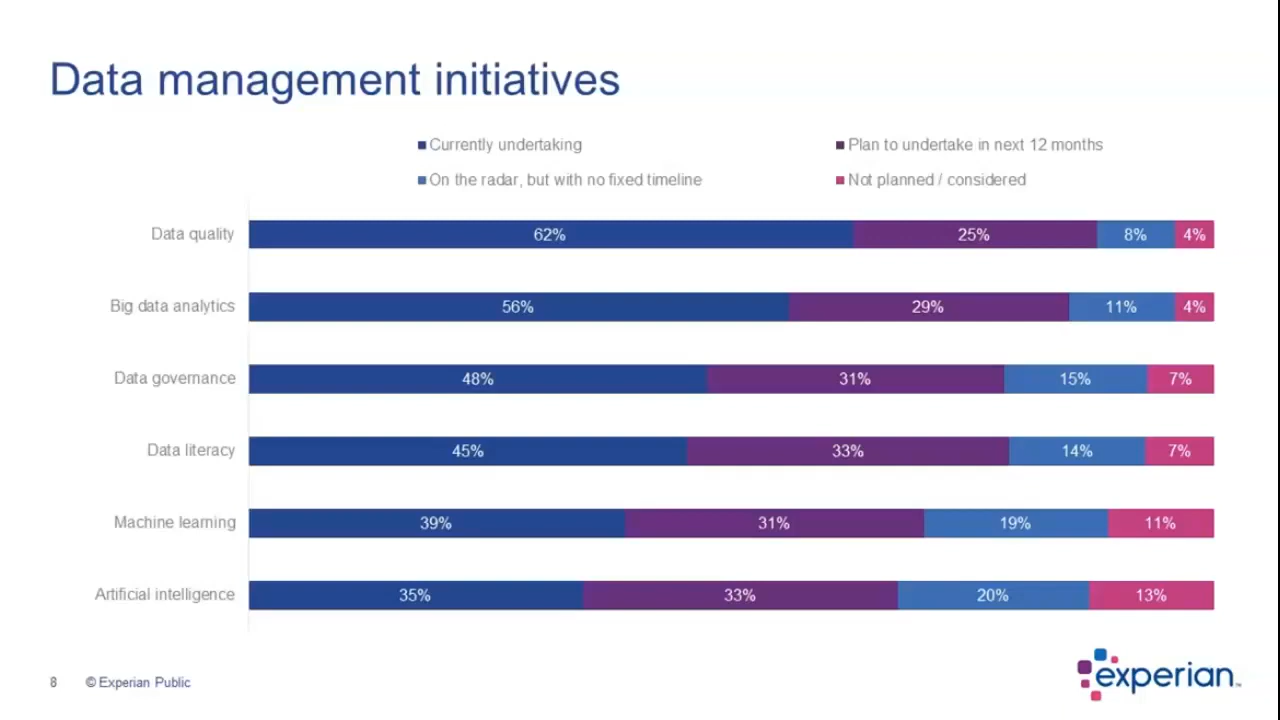 Data management initiatives
Currently undertaking
Plan to undertake in next 12 months
On the radar, but with no fixed timeline
Not planned / considered
Data quality 62% 25% 8% 4%
Big data analytics 56% 29% 11% 4%
Data governance 48% 31% 15% 7%
Data literacy 45% 33% 14% 7%
Machine learning 39% 31% 19% 11%
Artificial intelligence 35% 33% 20% 13%
8 © Experian Public
experian™